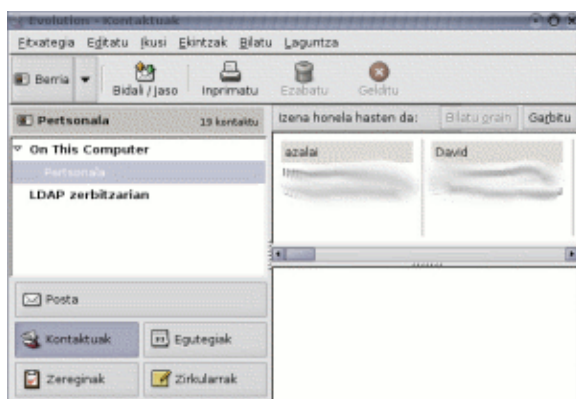 Evolution - Kontaktuak
Etxategia Editatu Ikusi Ekintzak Bilatu Laguntza
Berria Bidali / Jaso Inprimatu Ezabatu Gelditu
Pertsonala 19 kontaktu Izena honela hasten da: Bilatu orain Garbitu
On This Computer
Pertsonala
LDAP zerbitzarian
azalai David
Posta
Kontaktuak Egutegiak
Zereginak Zirkularrak